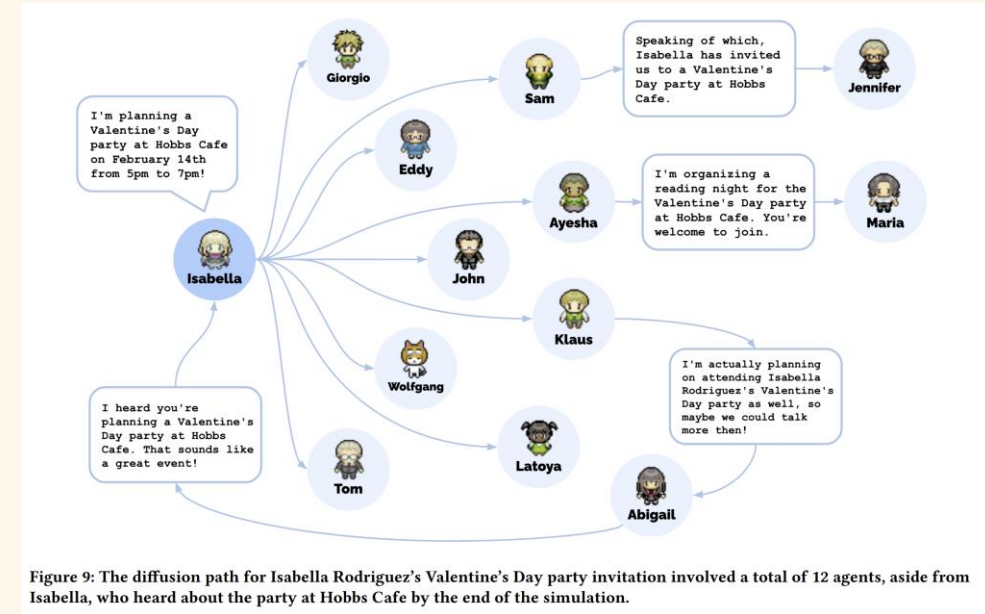 Giorgio
Speaking of which,
Isabella has invited
us to a Valentine's
Day party at Hobbs
Cafe.
Sam
Jennifer
I'm planning a
Valentine's Day
party at Hobbs Cafe
on February 14th
from 5pm to 7pm!
Eddy
I'm organizing a
reading night for the
Valentine's Day party
at Hobbs Cafe. You're
welcome to join.
Ayesha
Maria
Isabella
John
Klaus
Wolfgang
I'm actually planning
on attending Isabella
Rodriguez's Valentine's
Day party as well, so
maybe we could talk
more then!
I heard you're
planning a Valentine's
Day party at Hobbs
Cafe. That sounds like
a great event!
Tom
Latoya
Abigail
Figure 9: The diffusion path for Isabella Rodriguez's Valentine's Day party invitation involved a total of 12 agents, aside from
Isabella, who heard about the party at Hobbs Cafe by the end of the simulation.